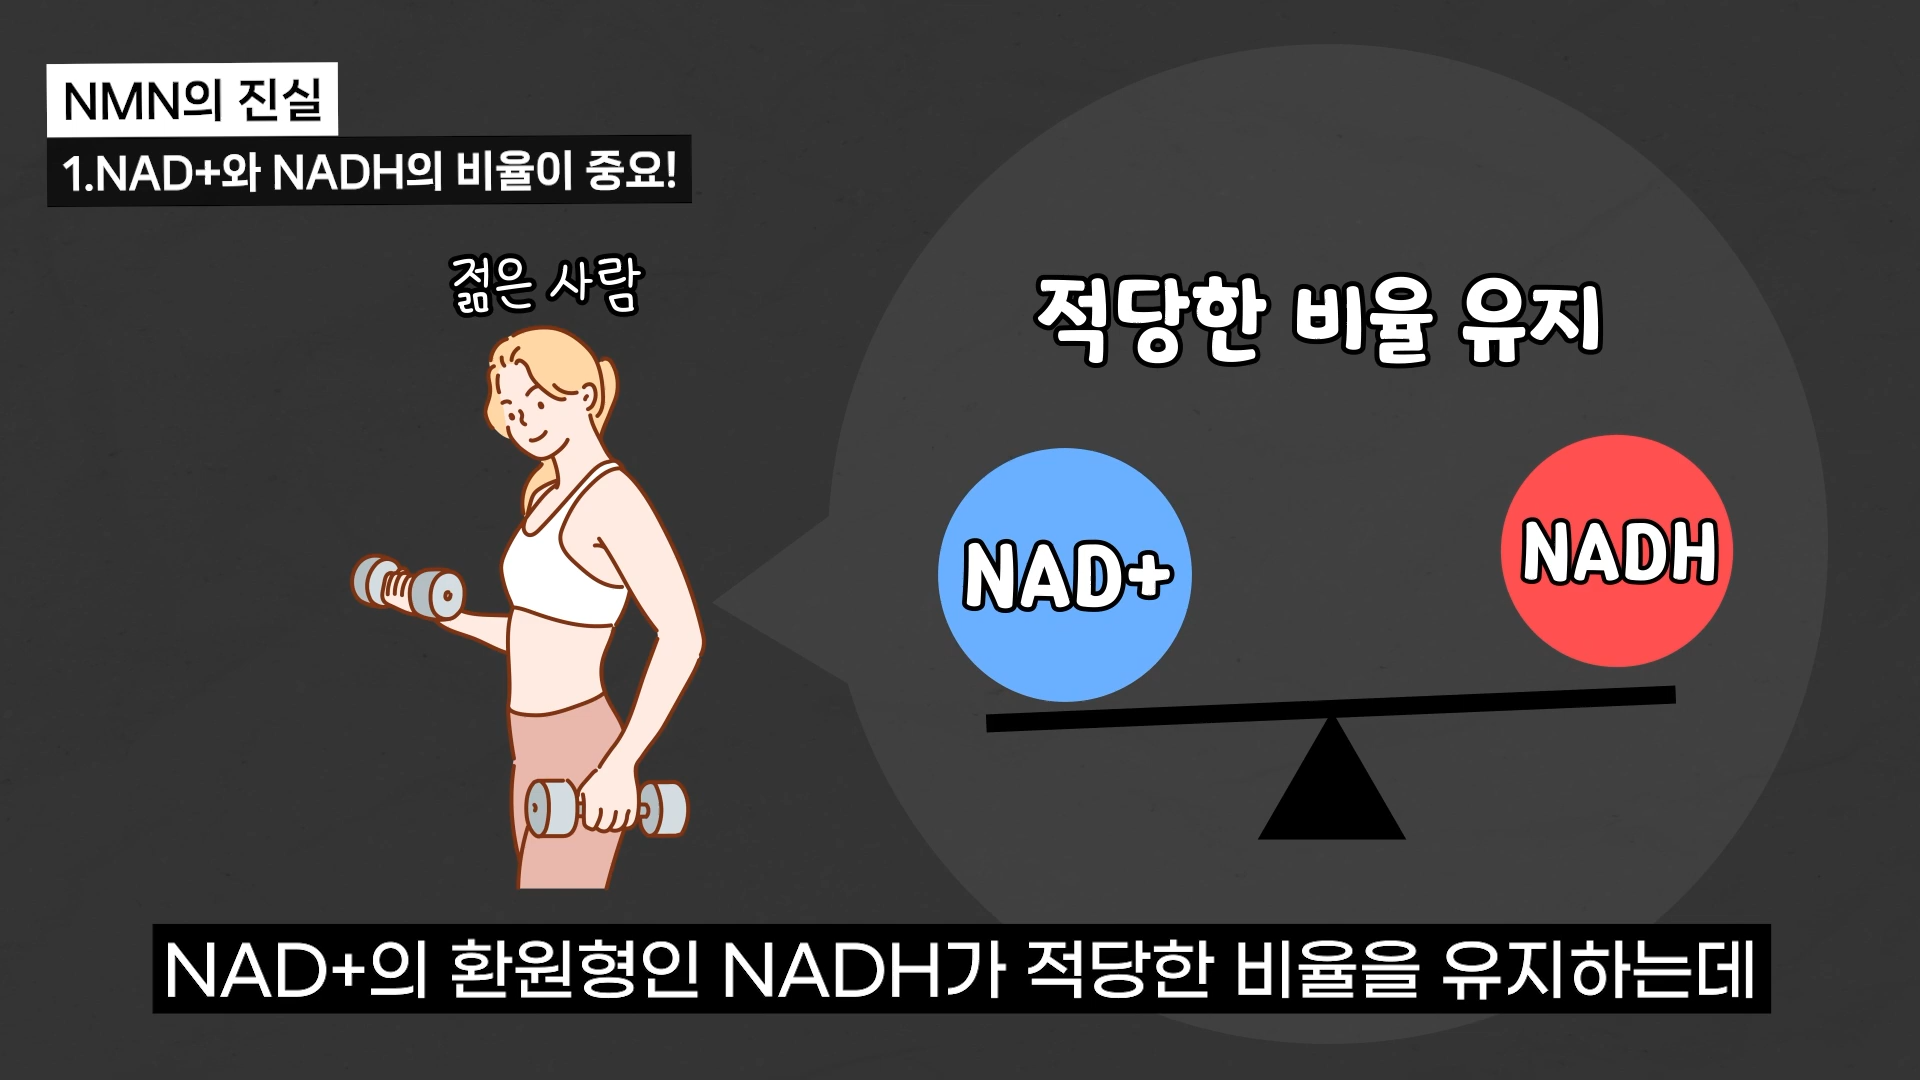 NMN의 진실
1.NAD+와 NADH의 비율이 중요!
젊은 사람
적당한 비율 유지
NAD+
NADH
NAD+의 환원형인 NADH가 적당한 비율을 유지하는데